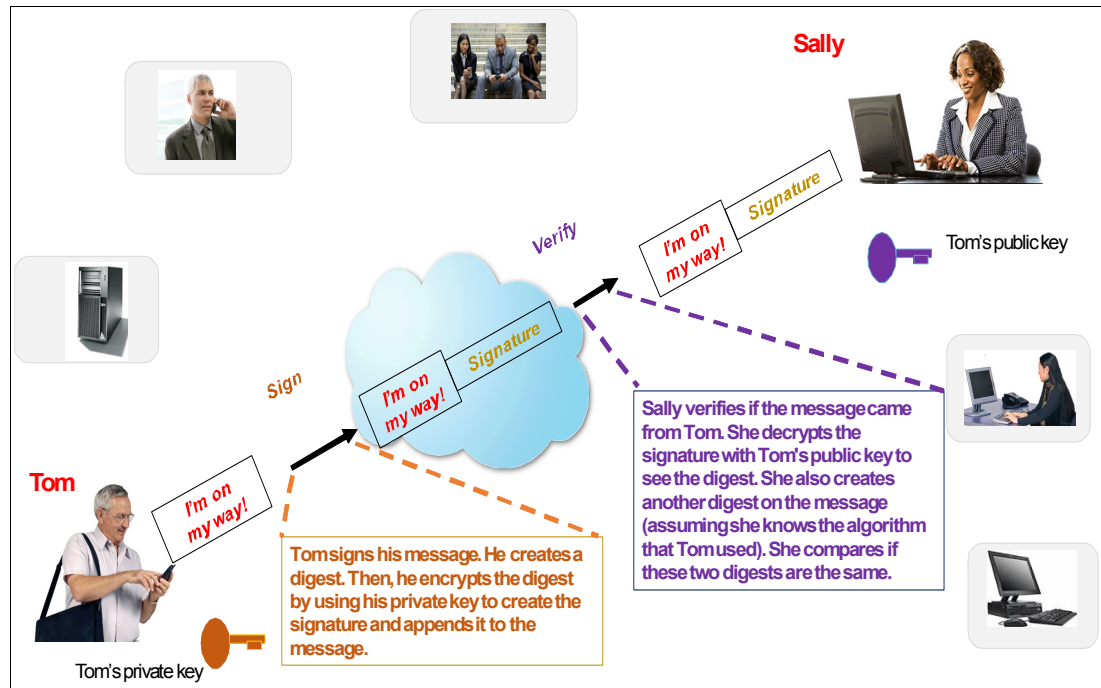 Sally
Signature
I'm on
my way!
Verify
Tom's public key
Signature
I'm on
my way!
Sign
Sally verifies if the message came
from Tom. She decrypts the
signature with Tom's public key to
see the digest. She also creates
another digest on the message
(assuming she knows the algorithm
that Tom used). She compares if
these two digests are the same.
Tom
I'm on
my way!
Tom signs his message. He creates a
digest. Then, he encrypts the digest
by using his private key to create the
signature and appends it to the
message.
Tom's private key